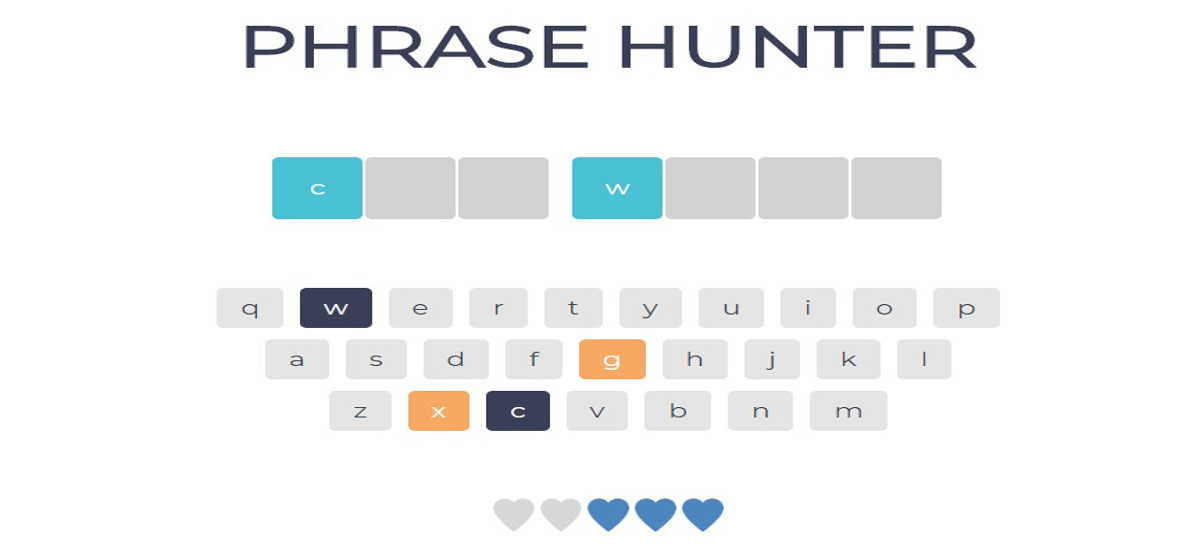 PHRASE HUNTER
c w
q w e r t y u i o p
a s d f g h j k l
z x c v b n m